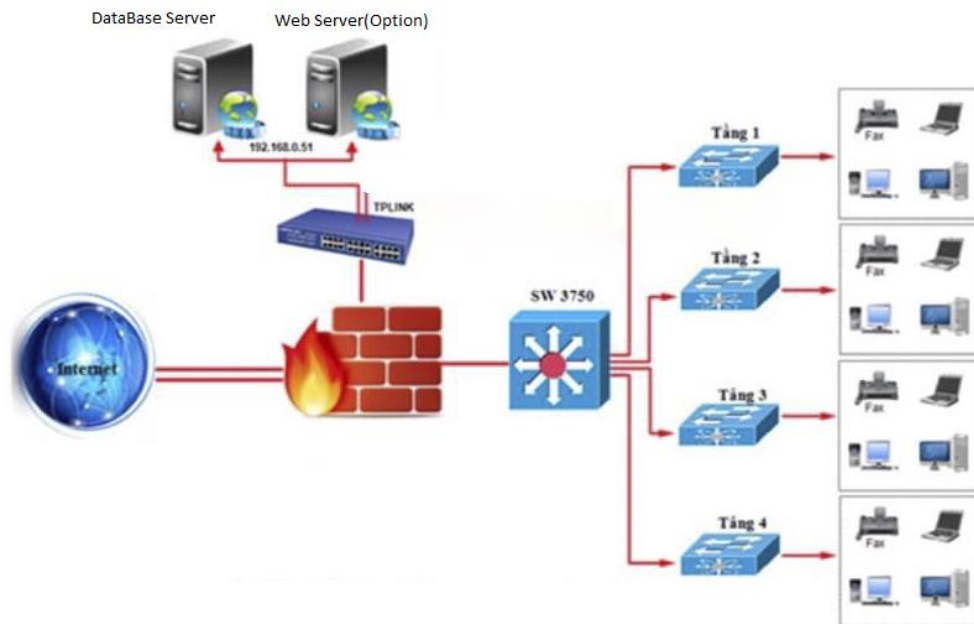 DataBase Server
Web Server(Option)
192.168.0.51
TPLINK
Internet
SW 3750
Tầng 1
Fax
Tầng 2
Fax
Tầng 3
Fax
Tầng 4
Fax